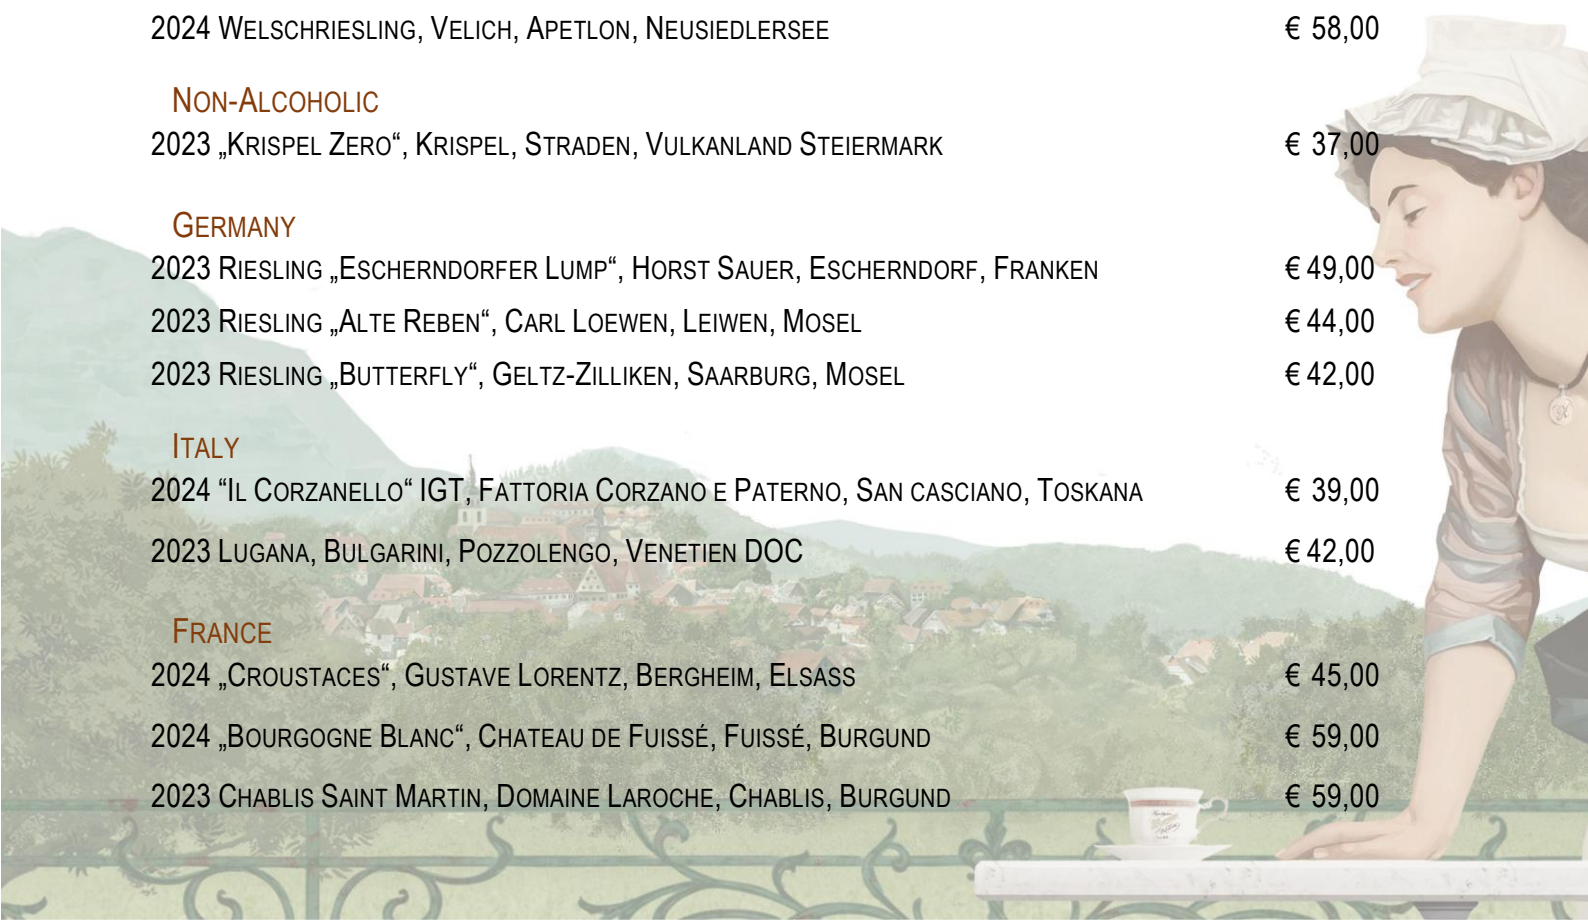 2024 Welschriesling, Velich, Apetlon, Neusiedlersee € 58,00
Non-Alcoholic
2023 „Krispel Zero“, Krispel, Straden, Vulkanland Steiermark € 37,00
Germany
2023 Riesling „Escherndorfer Lump“, Horst Sauer, Escherndorf, Franken € 49,00
2023 Riesling „Alte Reben“, Carl Loewen, Leiwen, Mosel € 44,00
2023 Riesling „Butterfly“, Geltz-Zilliken, Saarburg, Mosel € 42,00
Italy
2024 “Il Corzanello“ IGT, Fattoria Corzano e Paterno, San casciano, Toskana € 39,00
2023 Lugana, Bulgarini, Pozzolengo, Venetien DOC € 42,00
France
2024 „Croustaces“, Gustave Lorentz, Bergheim, Elsass € 45,00
2024 „Bourgogne Blanc“, Chateau de Fuissé, Fuissé, Burgund € 59,00
2023 Chablis Saint Martin, Domaine Laroche, Chablis, Burgund € 59,00